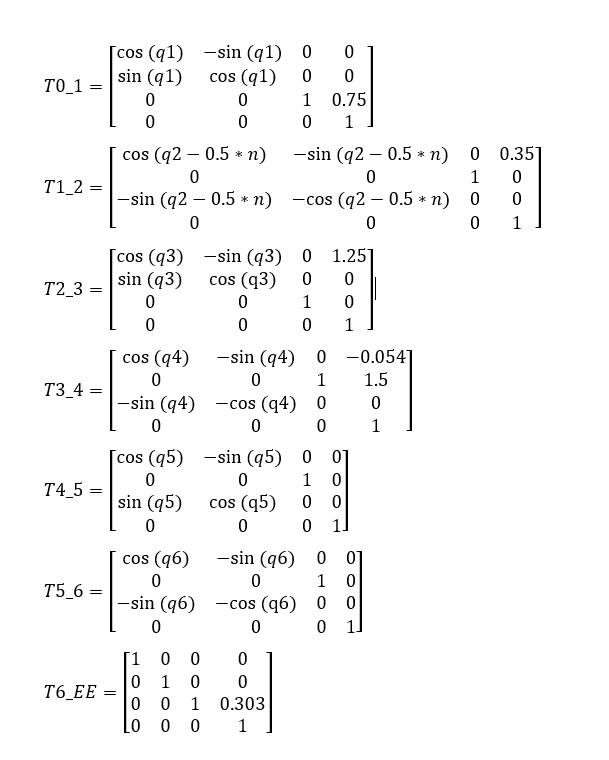 cos (q1) −sin (q1) 0 0
sin (q1) cos (q1) 0 0
T0_1 =
0 0 1 0.75
0 0 0 1
cos (q2 − 0.5 * n) −sin (q2 − 0.5 * n) 0 0.35
0 0 1 0
T1_2 =
−sin (q2 − 0.5 * n) −cos (q2 − 0.5 * n) 0 0
0 0 0 1
cos (q3) −sin (q3) 0 1.25
sin (q3) cos (q3) 0 0
T2_3 =
0 0 1 0
0 0 0 1
cos (q4) −sin (q4) 0 −0.054
0 0 1 1.5
T3_4 =
−sin (q4) −cos (q4) 0 0
0 0 0 1
cos (q5) −sin (q5) 0 0
0 0 1 0
T4_5 =
sin (q5) cos (q5) 0 0
0 0 0 1
cos (q6) −sin (q6) 0 0
0 0 1 0
T5_6 =
−sin (q6) −cos (q6) 0 0
0 0 0 1
1 0 0 0
0 1 0 0
T6_EE =
0 0 1 0.303
0 0 0 1